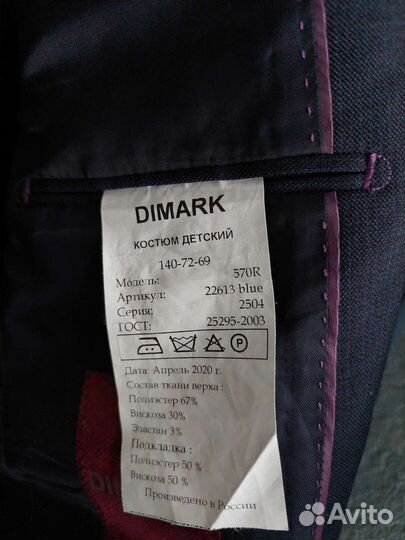 DIMARK
КОСТЮМ ДЕТСКИЙ
140-72-69
Модель: 570R
Артикул: 22613 blue
Серия: 2504
ГОСТ: 25295-2003
P
Дата: Апрель 2020 г.
Состав ткани верха :
Полиэстер 67%
Вискоза 30%
Эластан 3%
Подкладка :
Полиэстер 50 %
Вискоза 50 %
Произведено в России
DI
Avito